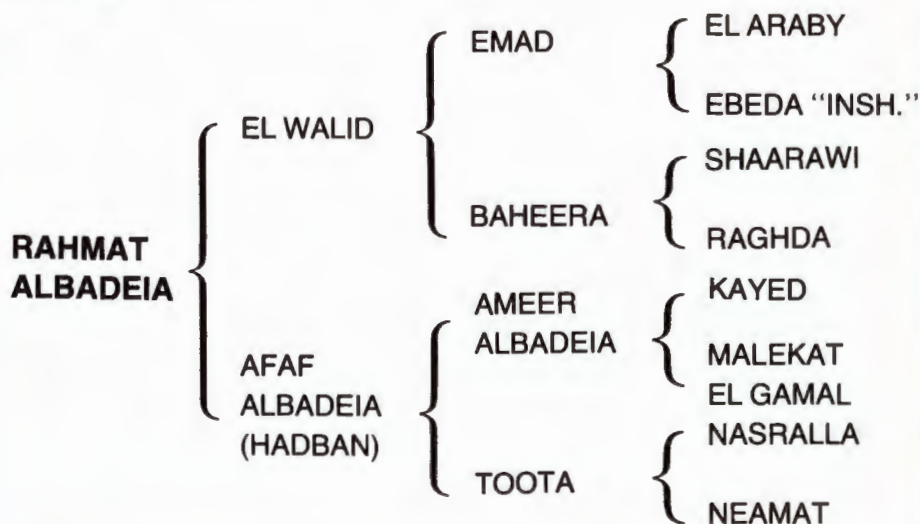 EMAD
EL ARABY
EBEDA "INSH."
EL WALID
SHAARAWI
BAHEERA
RAGHDA
RAHMAT
ALBADEIA
KAYED
AMEER
ALBADEIA
MALEKAT
EL GAMAL
AFAF
ALBADEIA
(HADBAN)
NASRALLA
TOOTA
NEAMAT